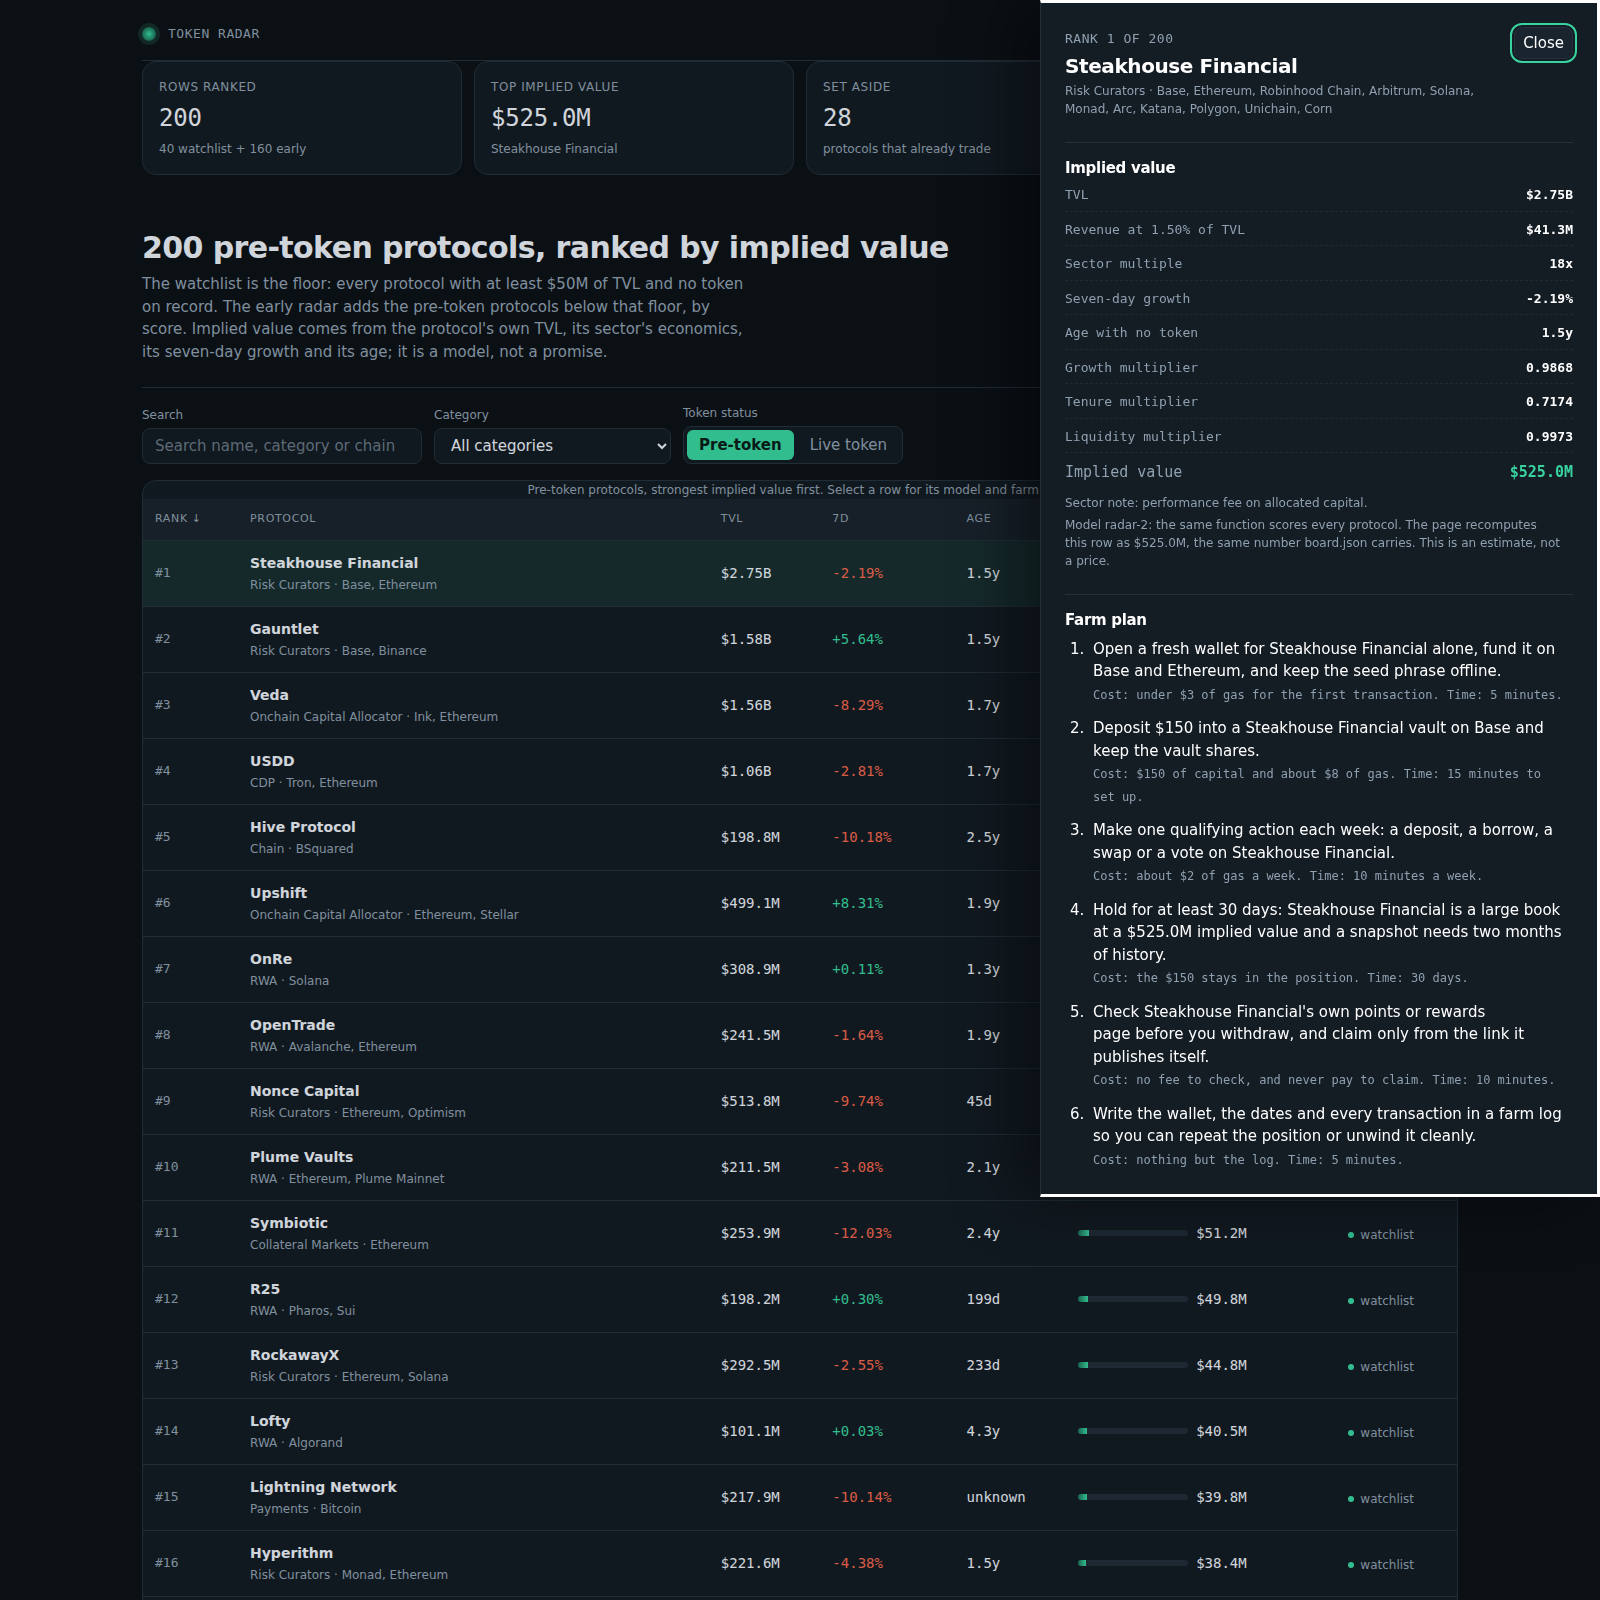 TOKEN RADAR
ROWS RANKED
200
40 watchlist + 160 early
TOP IMPLIED VALUE
$525.0M
Steakhouse Financial
SET ASIDE
28
protocols that already trade
200 pre-token protocols, ranked by implied value
The watchlist is the floor: every protocol with at least $50M of TVL and no token
on record. The early radar adds the pre-token protocols below that floor, by
score. Implied value comes from the protocol's own TVL, its sector's economics,
its seven-day growth and its age; it is a model, not a promise.
Search
Search name, category or chain
Category
All categories
Token status
Pre-token
Live token
Pre-token protocols, strongest implied value first. Select a row for its model and farm
RANK ↓ PROTOCOL TVL 7D AGE
#1 Steakhouse Financial $2.75B -2.19% 1.5y
Risk Curators · Base, Ethereum
#2 Gauntlet $1.58B +5.64% 1.5y
Risk Curators · Base, Binance
#3 Veda $1.56B -8.29% 1.7y
Onchain Capital Allocator · Ink, Ethereum
#4 USDD $1.06B -2.81% 1.7y
CDP · Tron, Ethereum
#5 Hive Protocol $198.8M -10.18% 2.5y
Chain · BSquared
#6 Upshift $499.1M +8.31% 1.9y
Onchain Capital Allocator · Ethereum, Stellar
#7 OnRe $308.9M +0.11% 1.3y
RWA · Solana
#8 OpenTrade $241.5M -1.64% 1.9y
RWA · Avalanche, Ethereum
#9 Nonce Capital $513.8M -9.74% 45d
Risk Curators · Ethereum, Optimism
#10 Plume Vaults $211.5M -3.08% 2.1y
RWA · Ethereum, Plume Mainnet
#11 Symbiotic $253.9M -12.03% 2.4y $51.2M watchlist
Collateral Markets · Ethereum
#12 R25 $198.2M +0.30% 199d $49.8M watchlist
RWA · Pharos, Sui
#13 RockawayX $292.5M -2.55% 233d $44.8M watchlist
Risk Curators · Ethereum, Solana
#14 Lofty $101.1M +0.03% 4.3y $40.5M watchlist
RWA · Algorand
#15 Lightning Network $217.9M -10.14% unknown $39.8M watchlist
Payments · Bitcoin
#16 Hyperithm $221.6M -4.38% 1.5y $38.4M watchlist
Risk Curators · Monad, Ethereum
RANK 1 OF 200
Close
Steakhouse Financial
Risk Curators · Base, Ethereum, Robinhood Chain, Arbitrum, Solana,
Monad, Arc, Katana, Polygon, Unichain, Corn
Implied value
TVL $2.75B
Revenue at 1.50% of TVL $41.3M
Sector multiple 18x
Seven-day growth -2.19%
Age with no token 1.5y
Growth multiplier 0.9868
Tenure multiplier 0.7174
Liquidity multiplier 0.9973
Implied value $525.0M
Sector note: performance fee on allocated capital.
Model radar-2: the same function scores every protocol. The page recomputes
this row as $525.0M, the same number board.json carries. This is an estimate, not
a price.
Farm plan
1. Open a fresh wallet for Steakhouse Financial alone, fund it on
Base and Ethereum, and keep the seed phrase offline.
Cost: under $3 of gas for the first transaction. Time: 5 minutes.
2. Deposit $150 into a Steakhouse Financial vault on Base and
keep the vault shares.
Cost: $150 of capital and about $8 of gas. Time: 15 minutes to
set up.
3. Make one qualifying action each week: a deposit, a borrow, a
swap or a vote on Steakhouse Financial.
Cost: about $2 of gas a week. Time: 10 minutes a week.
4. Hold for at least 30 days: Steakhouse Financial is a large book
at a $525.0M implied value and a snapshot needs two months
of history.
Cost: the $150 stays in the position. Time: 30 days.
5. Check Steakhouse Financial's own points or rewards
page before you withdraw, and claim only from the link it
publishes itself.
Cost: no fee to check, and never pay to claim. Time: 10 minutes.
6. Write the wallet, the dates and every transaction in a farm log
so you can repeat the position or unwind it cleanly.
Cost: nothing but the log. Time: 5 minutes.